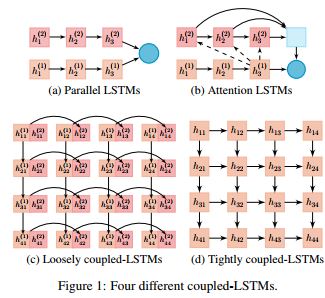 h_1^{(2)} h_2^{(2)} h_3^{(2)} h_1^{(2)} h_2^{(2)} h_3^{(2)}
h_1^{(1)} h_2^{(1)} h_3^{(1)} h_1^{(1)} h_2^{(1)} h_3^{(1)}
(a) Parallel LSTMs (b) Attention LSTMs
h_{11}^{(1)} h_{11}^{(2)} h_{12}^{(1)} h_{12}^{(2)} h_{13}^{(1)} h_{13}^{(2)} h_{14}^{(1)} h_{14}^{(2)} h_{11} h_{12} h_{13} h_{14}
h_{21}^{(1)} h_{21}^{(2)} h_{22}^{(1)} h_{22}^{(2)} h_{23}^{(1)} h_{23}^{(2)} h_{24}^{(1)} h_{24}^{(2)} h_{21} h_{22} h_{23} h_{24}
h_{31}^{(1)} h_{31}^{(2)} h_{32}^{(1)} h_{32}^{(2)} h_{33}^{(1)} h_{33}^{(2)} h_{34}^{(1)} h_{34}^{(2)} h_{31} h_{32} h_{33} h_{34}
h_{41}^{(1)} h_{41}^{(2)} h_{42}^{(1)} h_{42}^{(2)} h_{43}^{(1)} h_{43}^{(2)} h_{44}^{(1)} h_{44}^{(2)} h_{41} h_{42} h_{43} h_{44}
(c) Loosely coupled-LSTMs (d) Tightly coupled-LSTMs
Figure 1: Four different coupled-LSTMs.